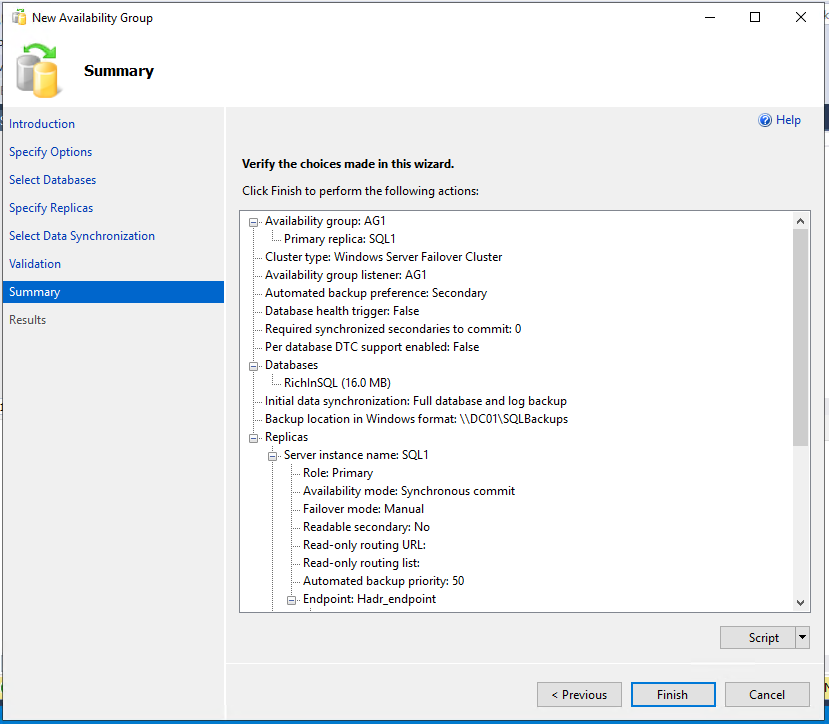 New Availability Group
Summary
Introduction
Specify Options
Select Databases
Specify Replicas
Select Data Synchronization
Validation
Summary
Results
Help
Verify the choices made in this wizard.
Click Finish to perform the following actions:
Availability group: AG1
Primary replica: SQL1
Cluster type: Windows Server Failover Cluster
Availability group listener: AG1
Automated backup preference: Secondary
Database health trigger: False
Required synchronized secondaries to commit: 0
Per database DTC support enabled: False
Databases
RichInSQL (16.0 MB)
Initial data synchronization: Full database and log backup
Backup location in Windows format: \\DC01\SQLBackups
Replicas
Server instance name: SQL1
Role: Primary
Availability mode: Synchronous commit
Failover mode: Manual
Readable secondary: No
Read-only routing URL:
Read-only routing list:
Automated backup priority: 50
Endpoint: Hadr_endpoint
Script
< Previous
Finish
Cancel